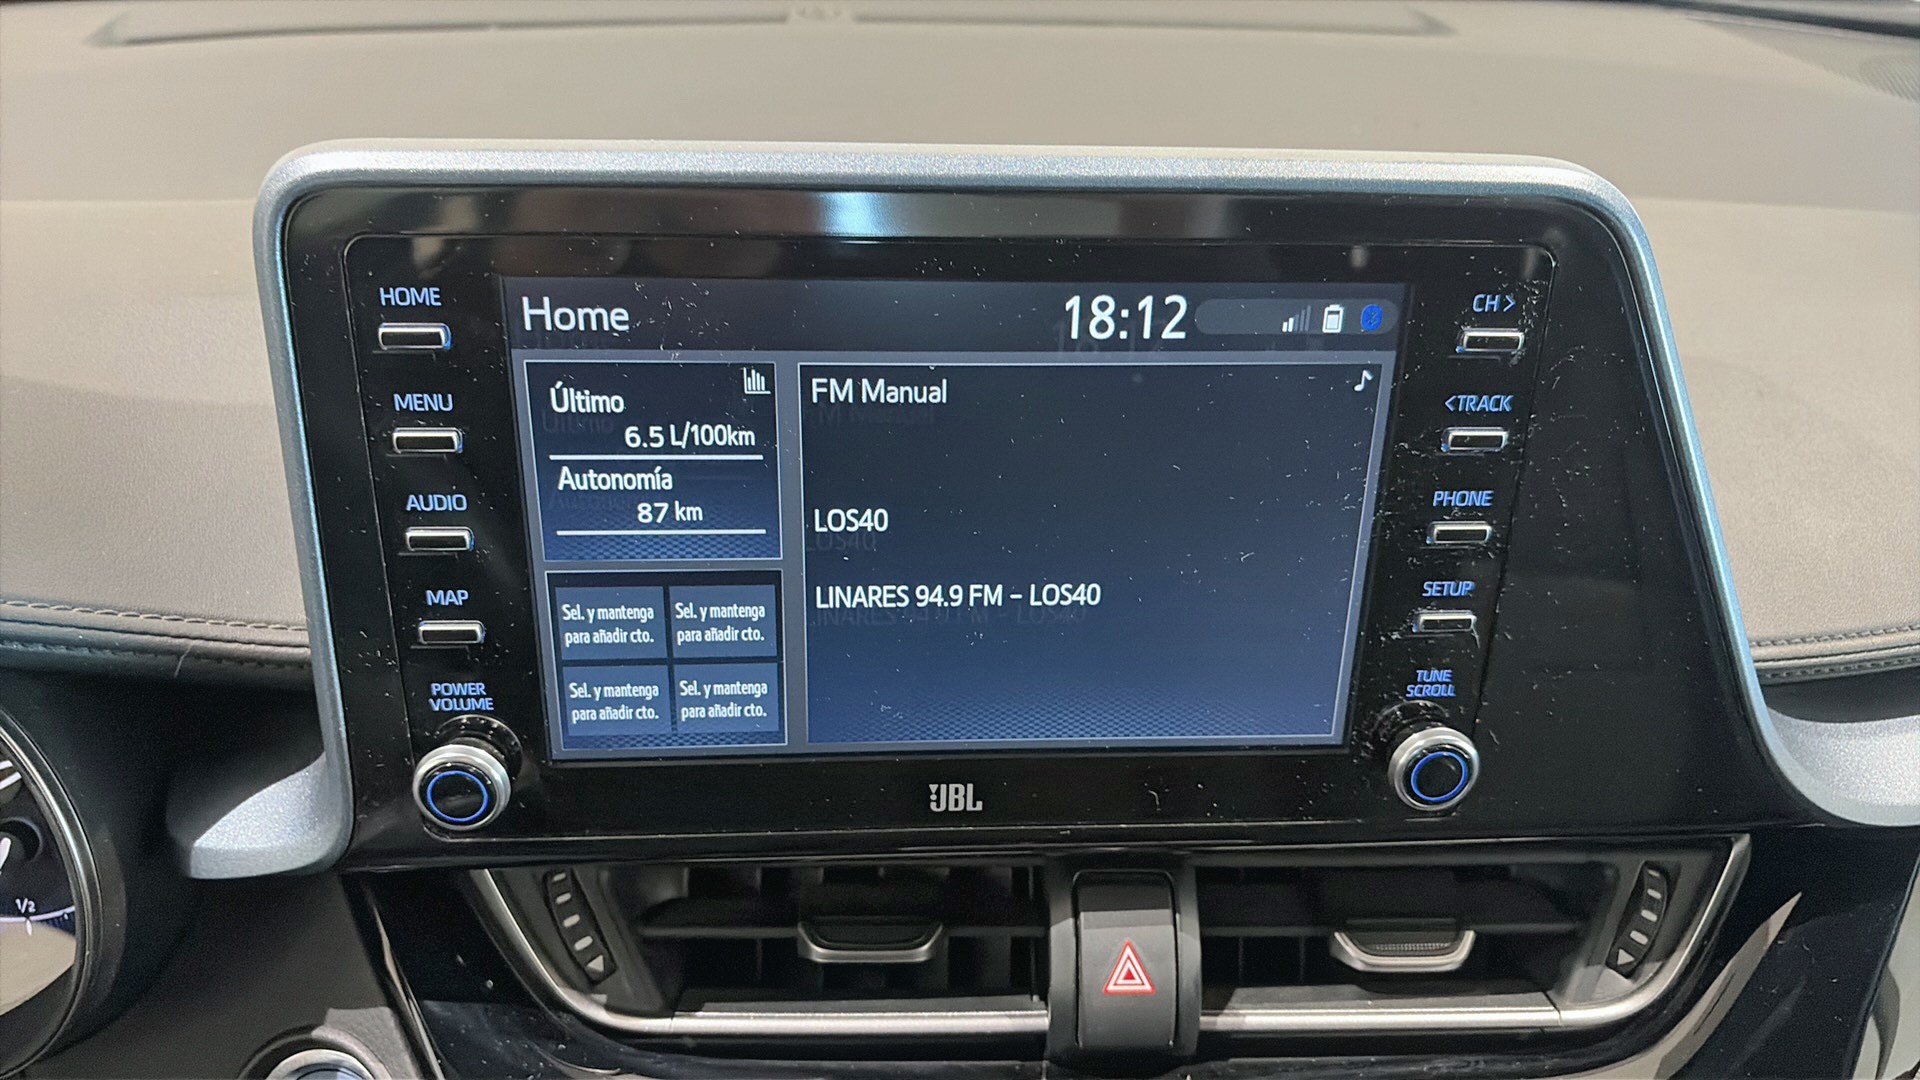 HOME
MENU
AUDIO
MAP
POWER
VOLUME
Home
18:12
Último
6.5 L/100km
Autonomía
87 km
Sel. y mantenga
para añadir cto.
Sel. y mantenga
para añadir cto.
Sel. y mantenga
para añadir cto.
Sel. y mantenga
para añadir cto.
FM Manual
LOS40
LINARES 94.9 FM - LOS40
CH >
<TRACK
PHONE
SETUP
TUNE
SCROLL
JBL
1/2